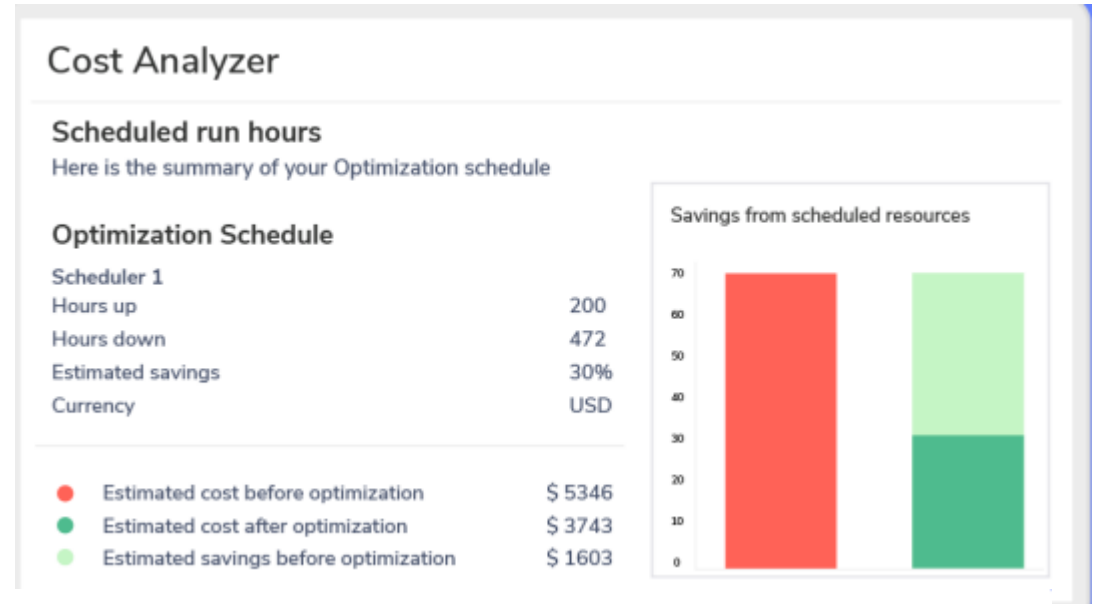 Cost Analyzer
Scheduled run hours
Here is the summary of your Optimization schedule
Optimization Schedule
Scheduler 1
Hours up 200
Hours down 472
Estimated savings 30%
Currency USD
Estimated cost before optimization $ 5346
Estimated cost after optimization $ 3743
Estimated savings before optimization $ 1603
Savings from scheduled resources
70
60
50
40
30
20
10
0